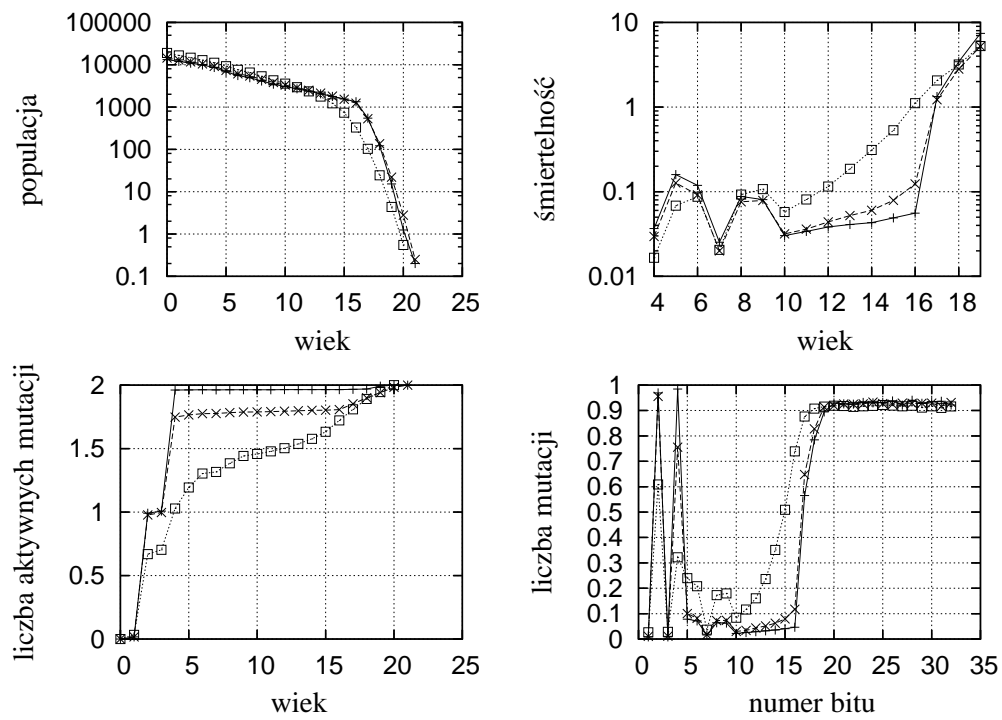 100000
10000
1000
100
10
1
0.1
populacja
0 5 10 15 20 25
wiek
10
1
0.1
0.01
śmiertelność
4 6 8 10 12 14 16 18
wiek
2
1.5
1
0.5
0
liczba aktywnych mutacji
0 5 10 15 20 25
wiek
1
0.9
0.8
0.7
0.6
0.5
0.4
0.3
0.2
0.1
0
liczba mutacji
0 5 10 15 20 25 30 35
numer bitu